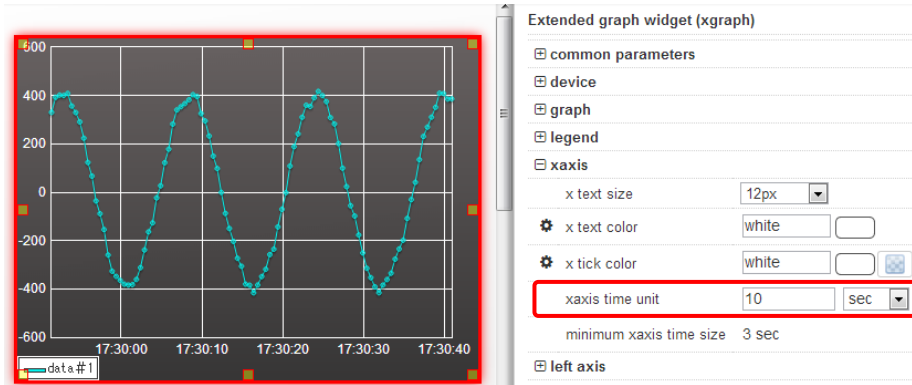 600
400
200
0
-200
-400
-600
17:30:00 17:30:10 17:30:20 17:30:30 17:30:40
data#1
Extended graph widget (xgraph)
common parameters
device
graph
legend
xaxis
x text size 12px
x text color white
x tick color white
xaxis time unit 10 sec
minimum xaxis time size 3 sec
left axis